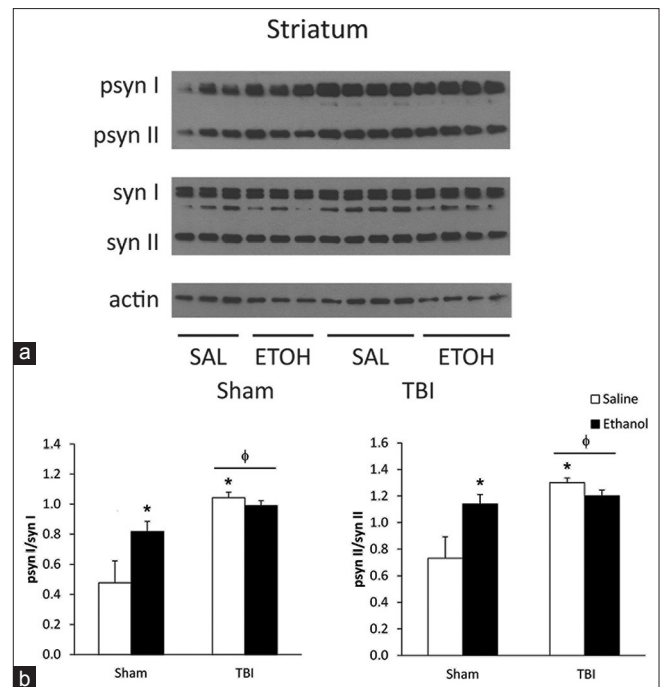 Striatum
psyn I
psyn II
syn I
syn II
actin
SAL ETOH SAL ETOH
a
Sham TBI
Saline
Ethanol
psyn I/syn I
1.4
1.2
1.0
0.8
0.6
0.4
0.2
0.0
*
*
ϕ
Sham TBI
psyn II/syn II
1.6
1.4
1.2
1.0
0.8
0.6
0.4
0.2
0.0
*
*
ϕ
Sham TBI
b